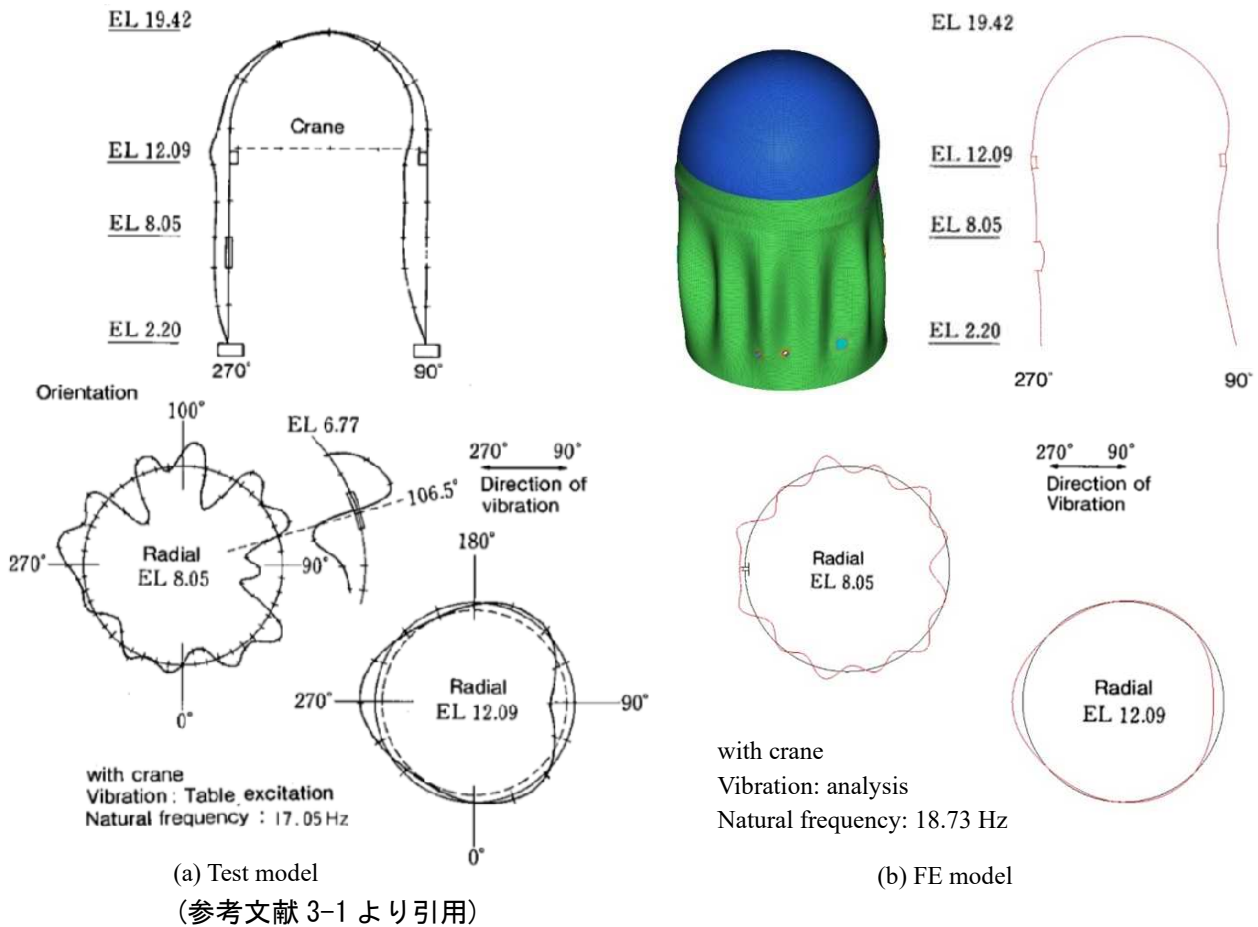 EL 19.42
Crane
EL 12.09
EL 8.05
EL 2.20
270°
90°
Orientation
100°
EL 6.77
106.5°
270°
Radial
EL 8.05
90°
0°
270° 90°
Direction of
vibration
180°
270°
Radial
EL 12.09
90°
0°
with crane
Vibration : Table excitation
Natural frequency : 17.05 Hz
(a) Test model
(参考文献 3-1 より引用)
EL 19.42
EL 12.09
EL 8.05
EL 2.20
270°
90°
270° 90°
Direction of
Vibration
Radial
EL 8.05
Radial
EL 12.09
with crane
Vibration: analysis
Natural frequency: 18.73 Hz
(b) FE model